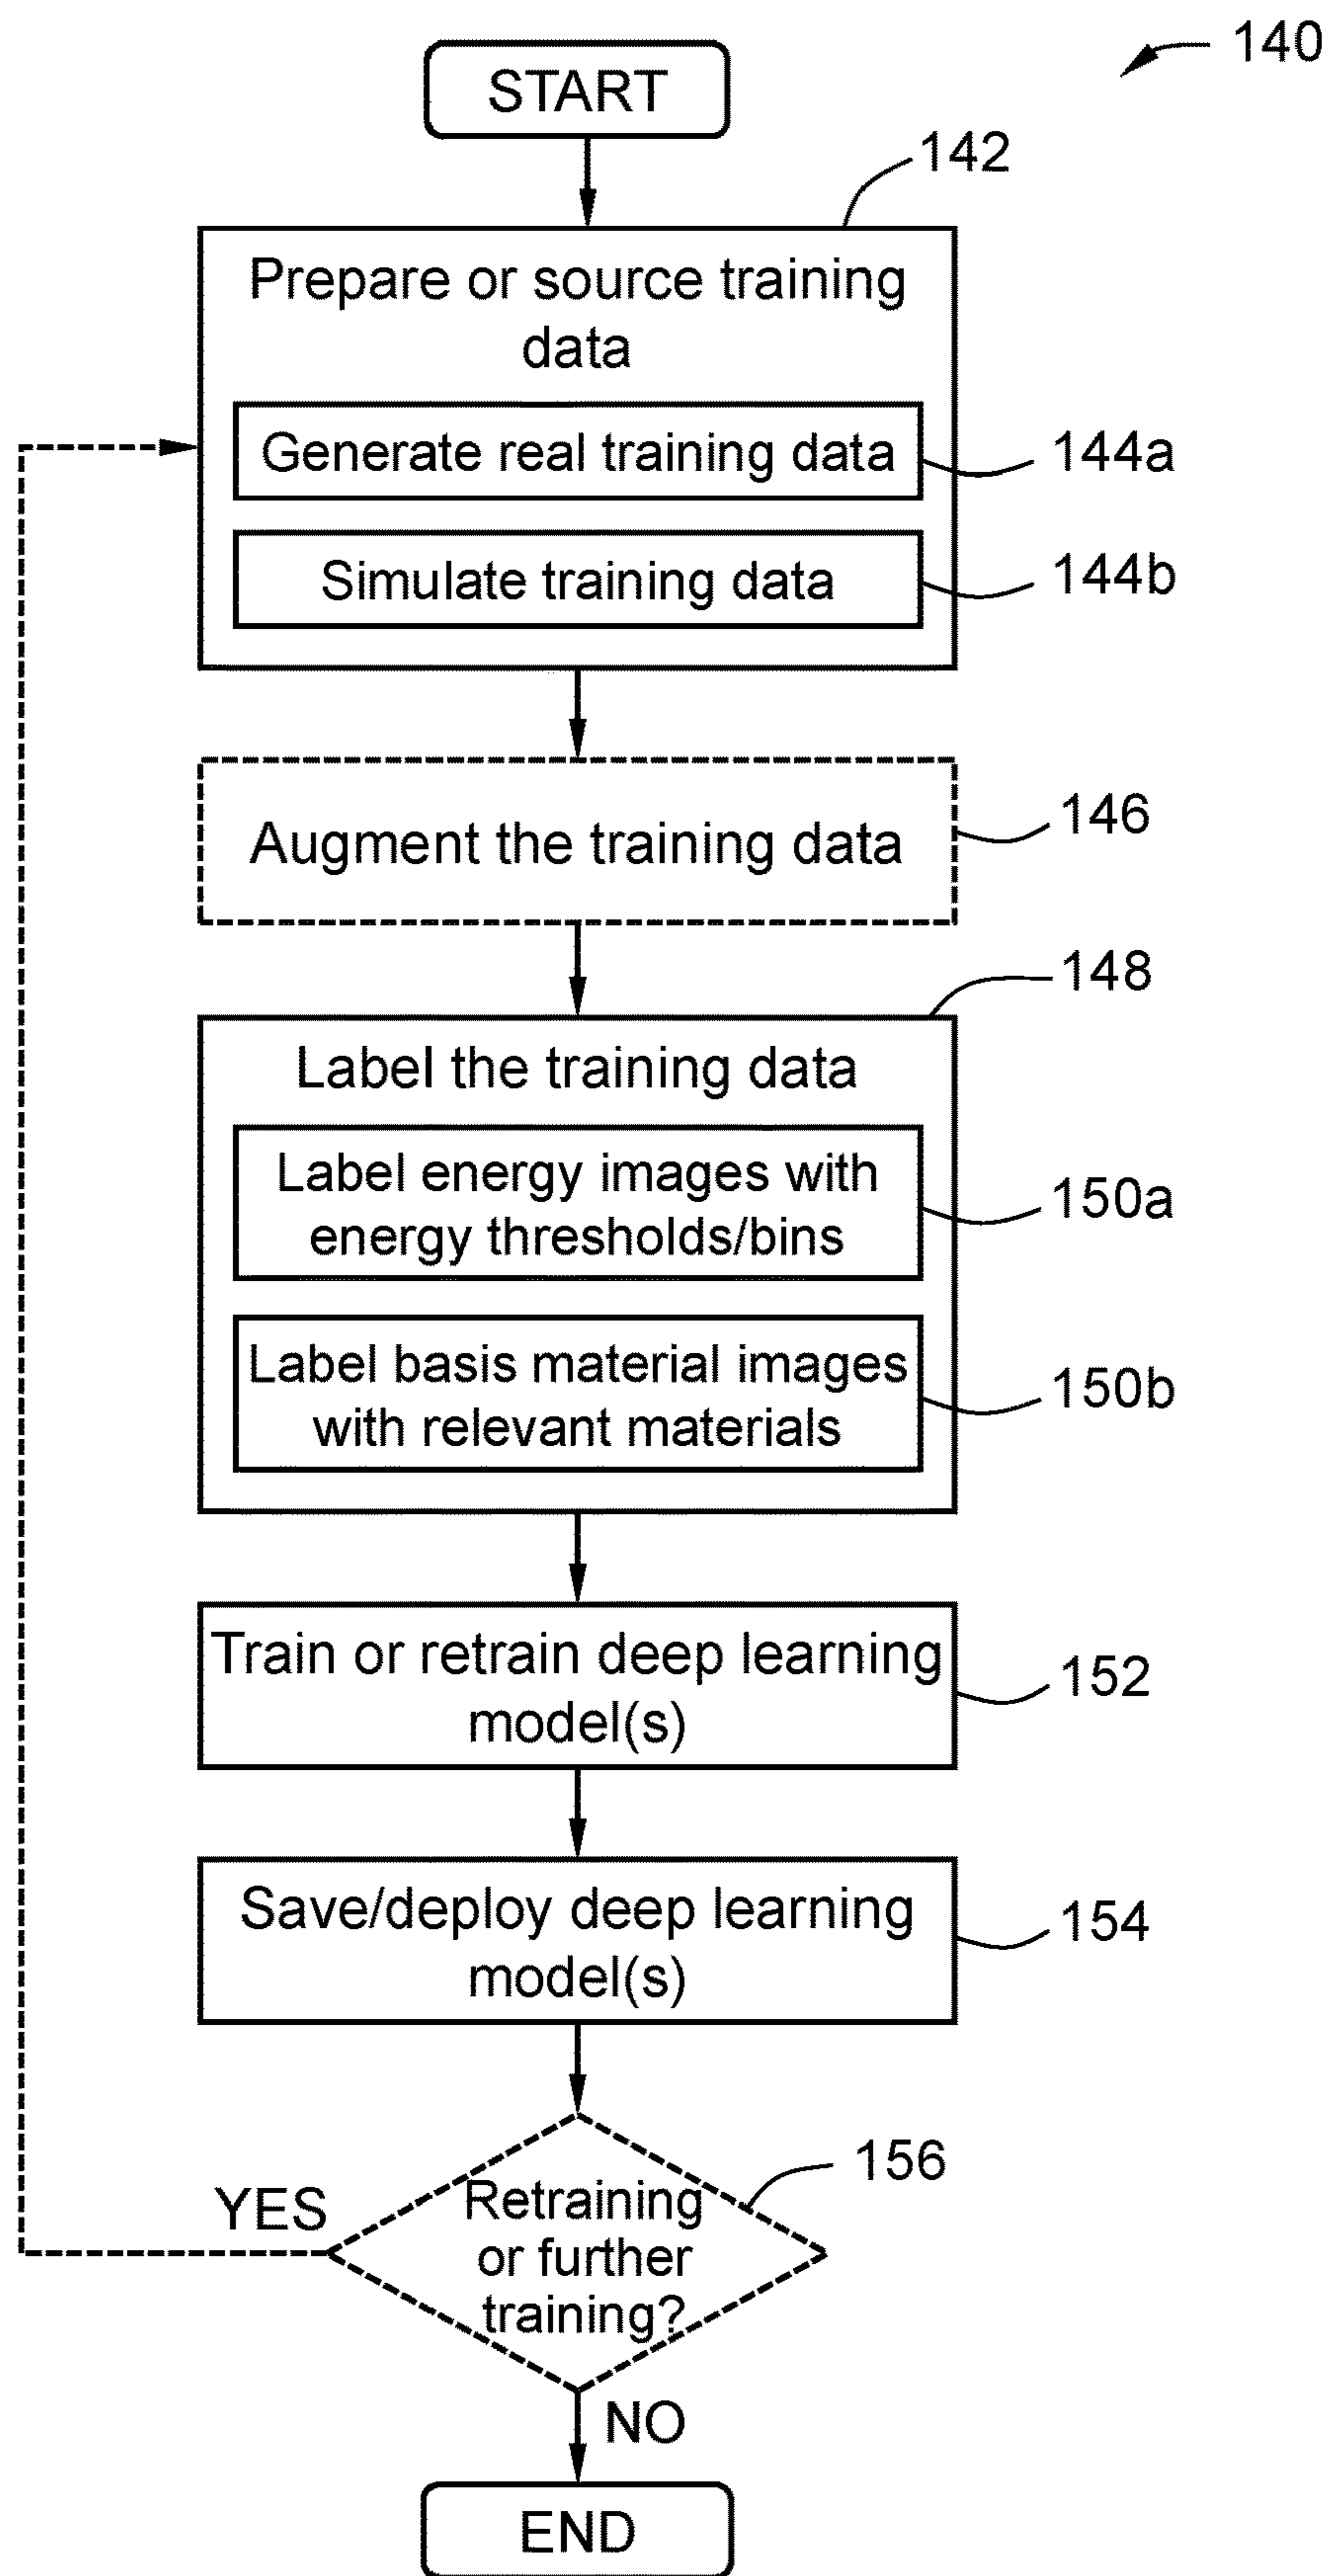 140
START
142
Prepare or source training
data
Generate real training data
144a
Simulate training data
144b
Augment the training data
146
148
Label the training data
Label energy images with
energy thresholds/bins
150a
Label basis material images
with relevant materials
150b
Train or retrain deep learning
model(s)
152
Save/deploy deep learning
model(s)
154
156
YES
Retraining
or further
training?
NO
END